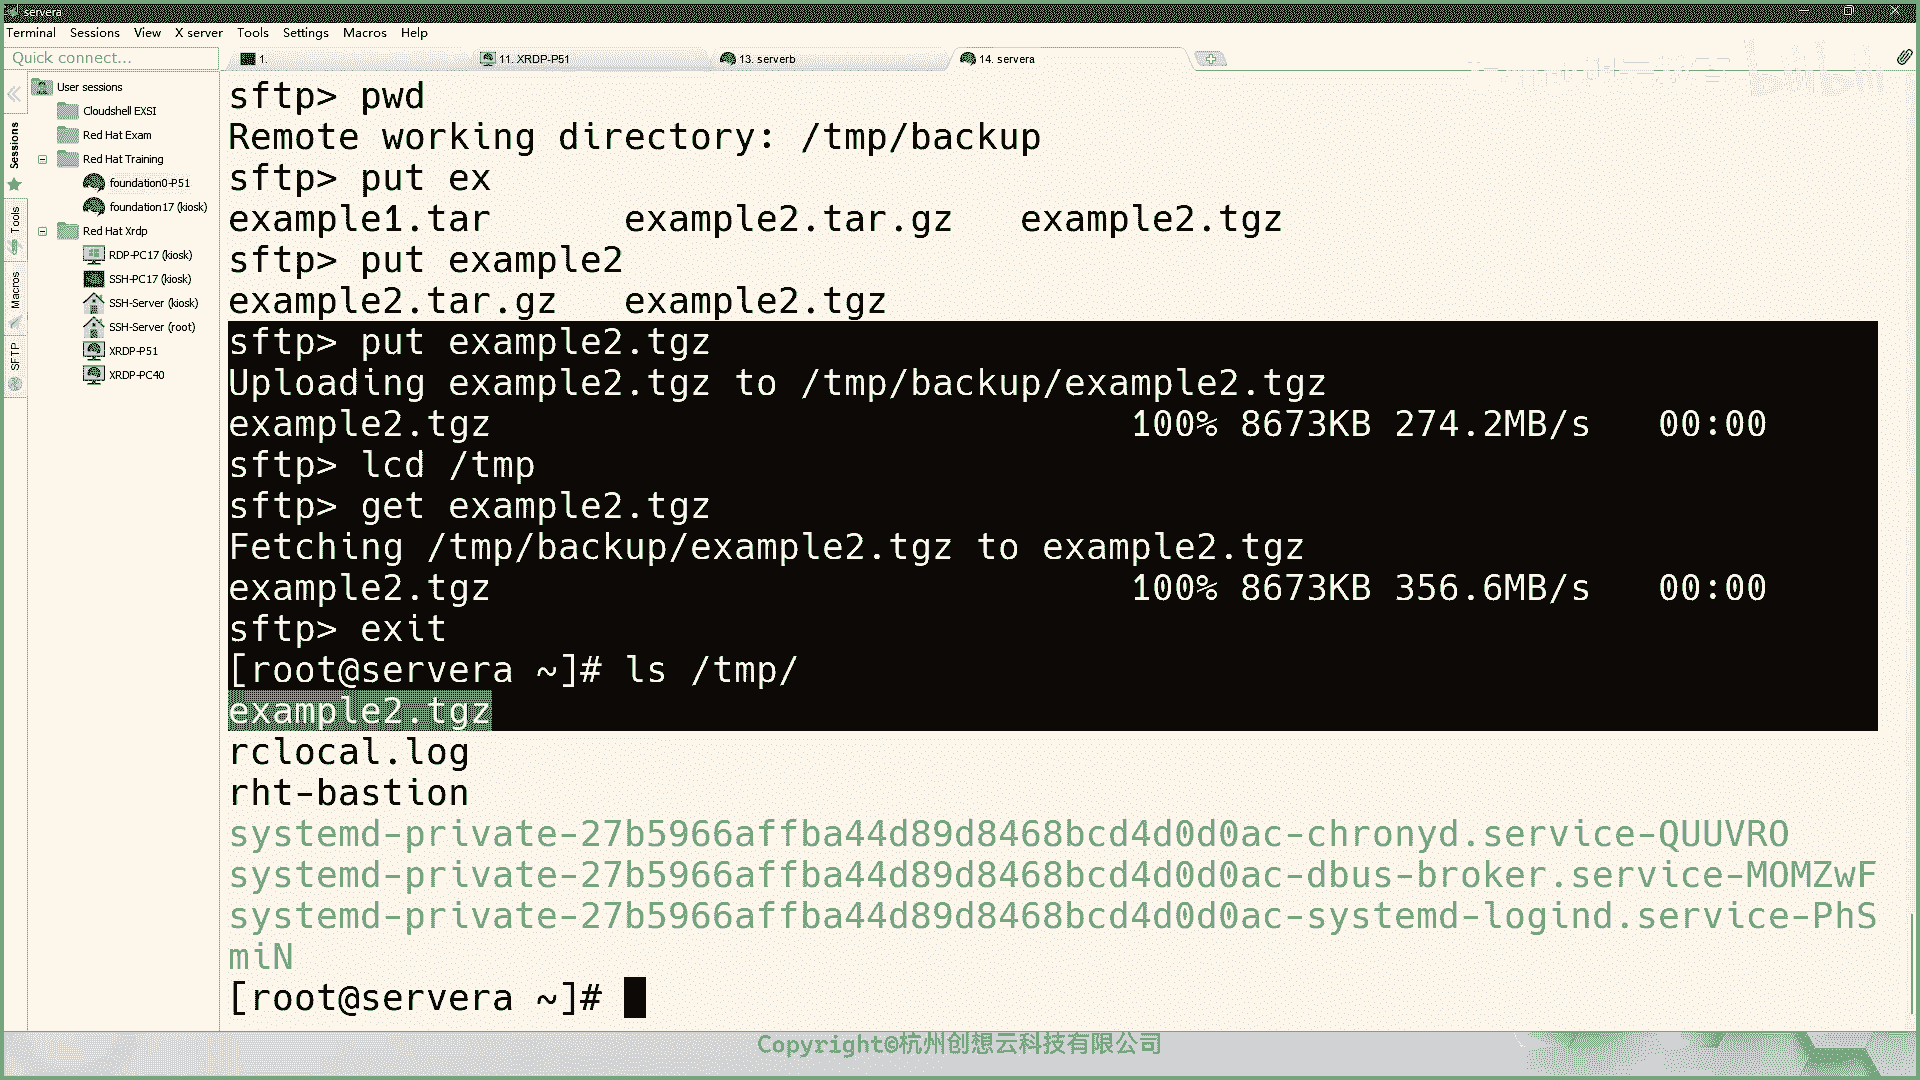 servera
Terminal Sessions View X server Tools Settings Macros Help
Quick connect...
1. 11. XRDP-P51 13. serverb 14. servera
User sessions
Cloudshell EXSI
Red Hat Exam
Red Hat Training
foundation0-P51
foundation17 (kiosk)
Red Hat Xrdp
RDP-PC17 (kiosk)
SSH-PC17 (kiosk)
SSH-Server (kiosk)
SSH-Server (root)
XRDP-P51
XRDP-PC40
Sessions
Tools
Macros
SFTP
sftp> pwd
Remote working directory: /tmp/backup
sftp> put ex
example1.tar example2.tar.gz example2.tgz
sftp> put example2
example2.tar.gz example2.tgz
sftp> put example2.tgz
Uploading example2.tgz to /tmp/backup/example2.tgz
example2.tgz 100% 8673KB 274.2MB/s 00:00
sftp> lcd /tmp
sftp> get example2.tgz
Fetching /tmp/backup/example2.tgz to example2.tgz
example2.tgz 100% 8673KB 356.6MB/s 00:00
sftp> exit
[root@servera ~]# ls /tmp/
example2.tgz
rclocal.log
rht-bastion
systemd-private-27b5966affba44d89d8468bcd4d0d0ac-chronyd.service-QUUVRO
systemd-private-27b5966affba44d89d8468bcd4d0d0ac-dbus-broker.service-MOMZwF
systemd-private-27b5966affba44d89d8468bcd4d0d0ac-systemd-logind.service-PhS
miN
[root@servera ~]#
Copyright©杭州创想云科技有限公司